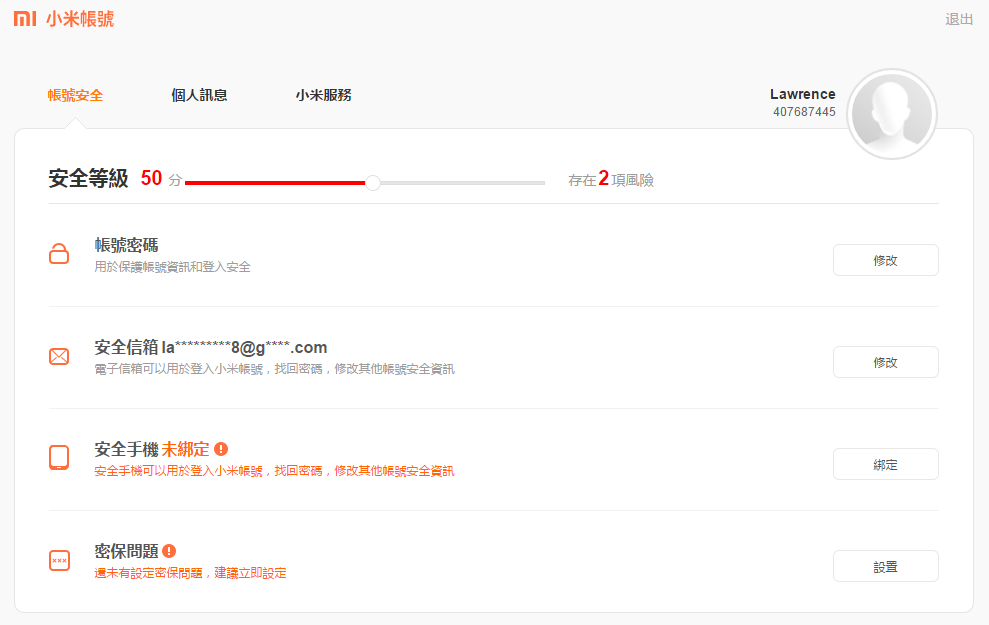 小米帳號
退出
帳號安全 個人訊息 小米服務
Lawrence
407687445
安全等級 50 分 存在2項風險
帳號密碼
用於保護帳號資訊和登入安全
修改
安全信箱 la*********8@g****.com
電子信箱可以用於登入小米帳號，找回密碼，修改其他帳號安全資訊
修改
安全手機 未綁定
安全手機可以用於登入小米帳號，找回密碼，修改其他帳號安全資訊
綁定
密保問題
還未有設定密保問題，建議立即設定
設置